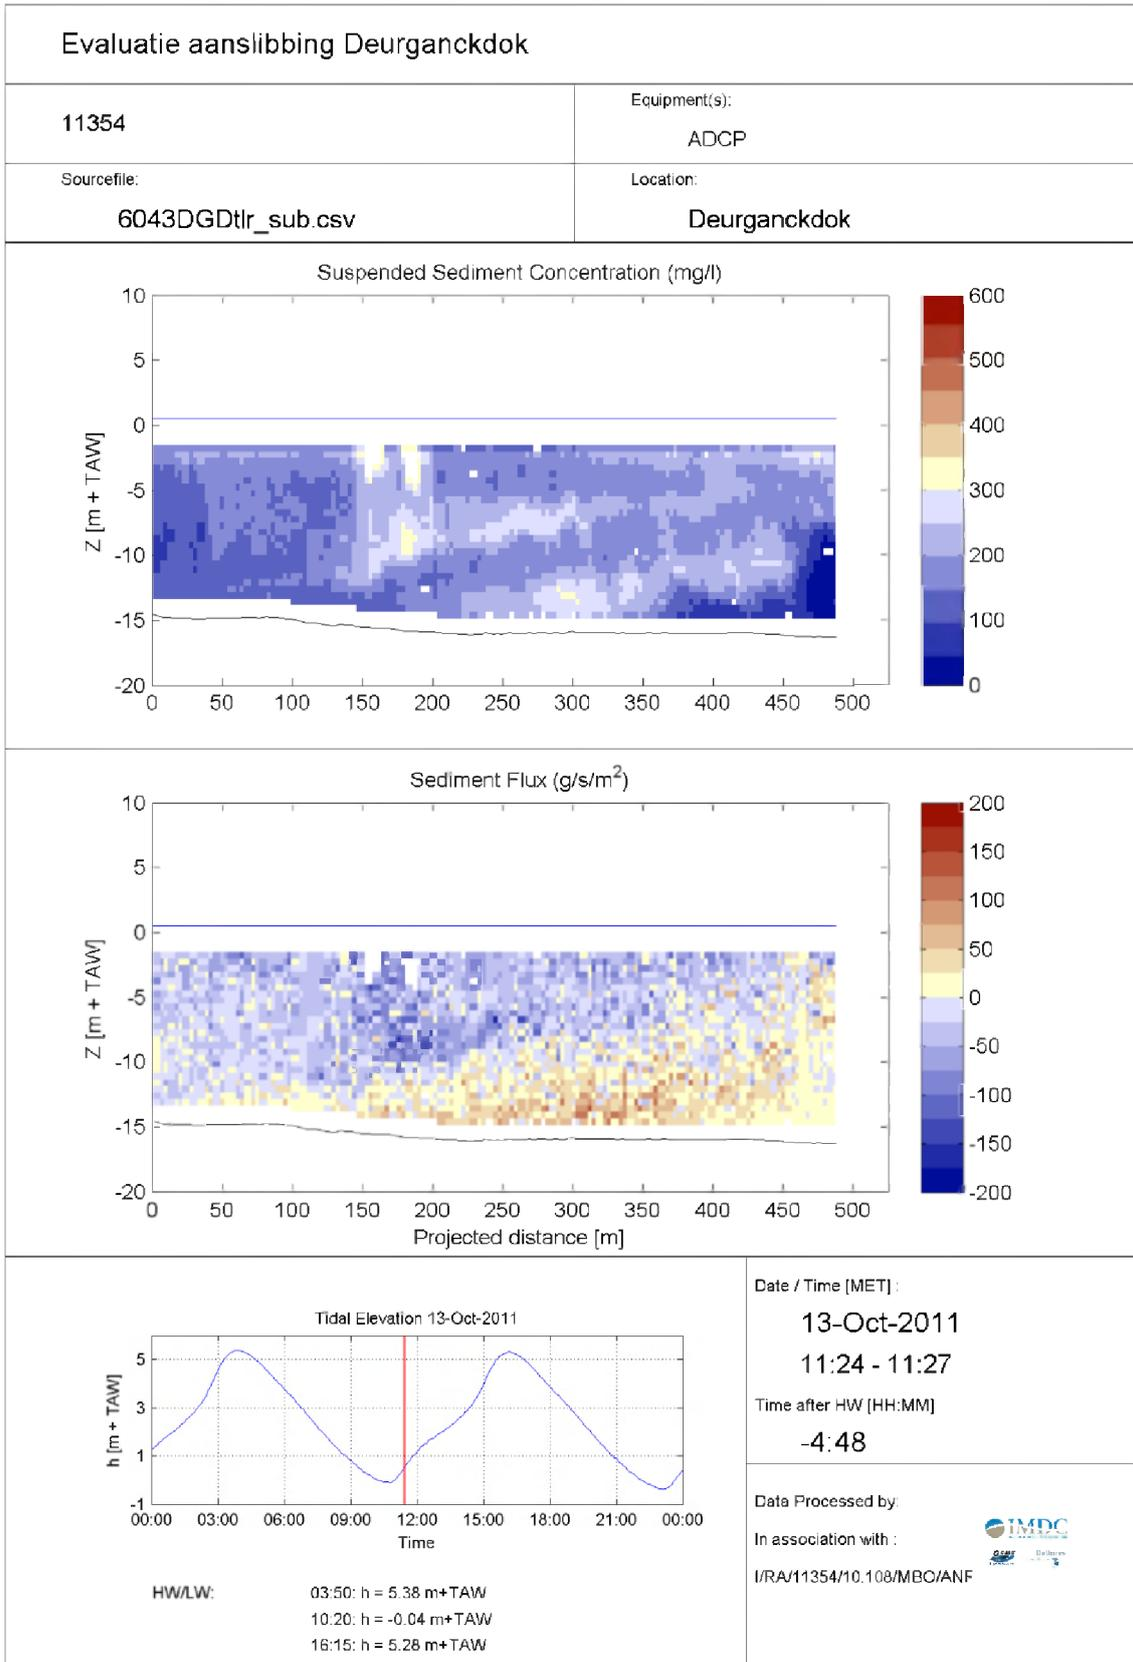 Evaluatie aanslibbing Deurganckdok
11354
Equipment(s):
ADCP
Sourcefile:
6043DGDtlr_sub.csv
Location:
Deurganckdok
Suspended Sediment Concentration (mg/l)
10
5
0
-5
-10
-15
-20
Z [m + TAW]
0 50 100 150 200 250 300 350 400 450 500
600
500
400
300
200
100
0
Sediment Flux (g/s/m²)
10
5
0
-5
-10
-15
-20
Z [m + TAW]
0 50 100 150 200 250 300 350 400 450 500
Projected distance [m]
200
150
100
50
0
-50
-100
-150
-200
Tidal Elevation 13-Oct-2011
5
3
1
-1
h [m + TAW]
00:00 03:00 06:00 09:00 12:00 15:00 18:00 21:00 00:00
Time
HW/LW:
03:50: h = 5.38 m+TAW
10:20: h = -0.04 m+TAW
16:15: h = 5.28 m+TAW
Date / Time [MET] :
13-Oct-2011
11:24 - 11:27
Time after HW [HH:MM]
-4:48
Data Processed by:
IMDC
In association with :
I/RA/11354/10.108/MBO/ANF